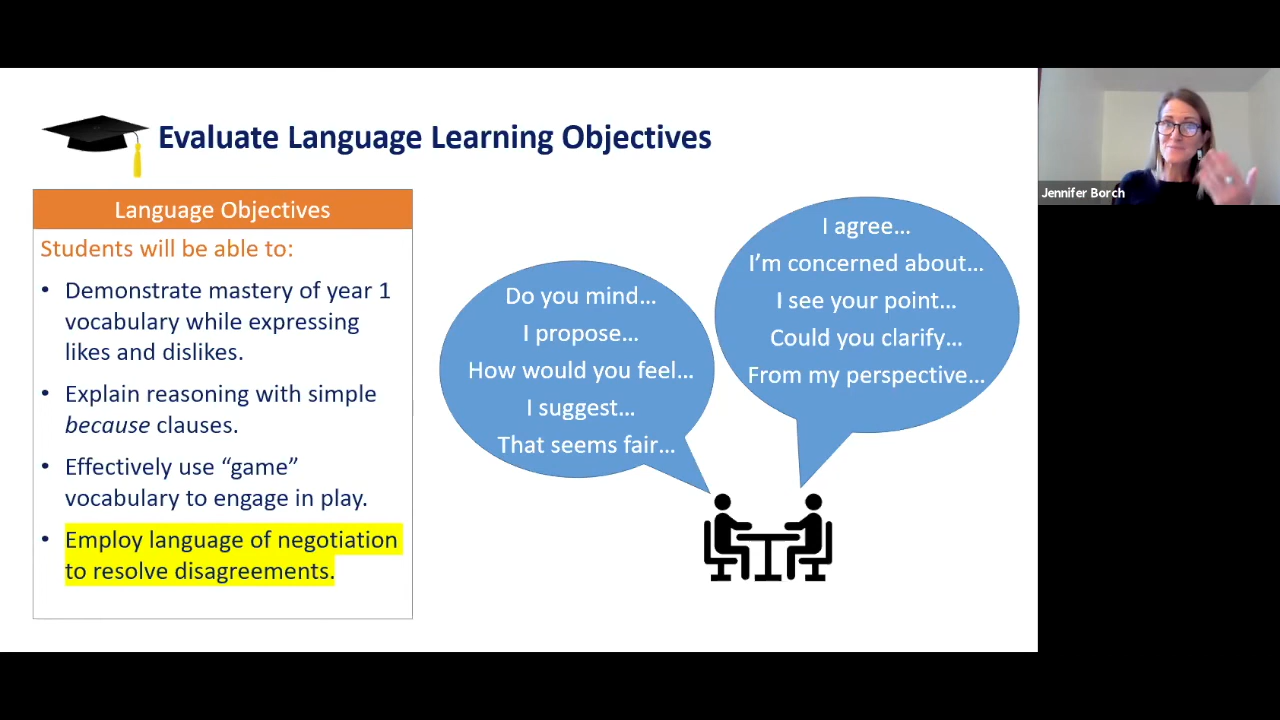 Evaluate Language Learning Objectives
Language Objectives
Students will be able to:
• Demonstrate mastery of year 1
vocabulary while expressing
likes and dislikes.
• Explain reasoning with simple
because clauses.
• Effectively use “game”
vocabulary to engage in play.
• Employ language of negotiation
to resolve disagreements.
Do you mind…
I propose…
How would you feel…
I suggest…
That seems fair…
I agree…
I’m concerned about…
I see your point…
Could you clarify…
From my perspective…
Jennifer Borch